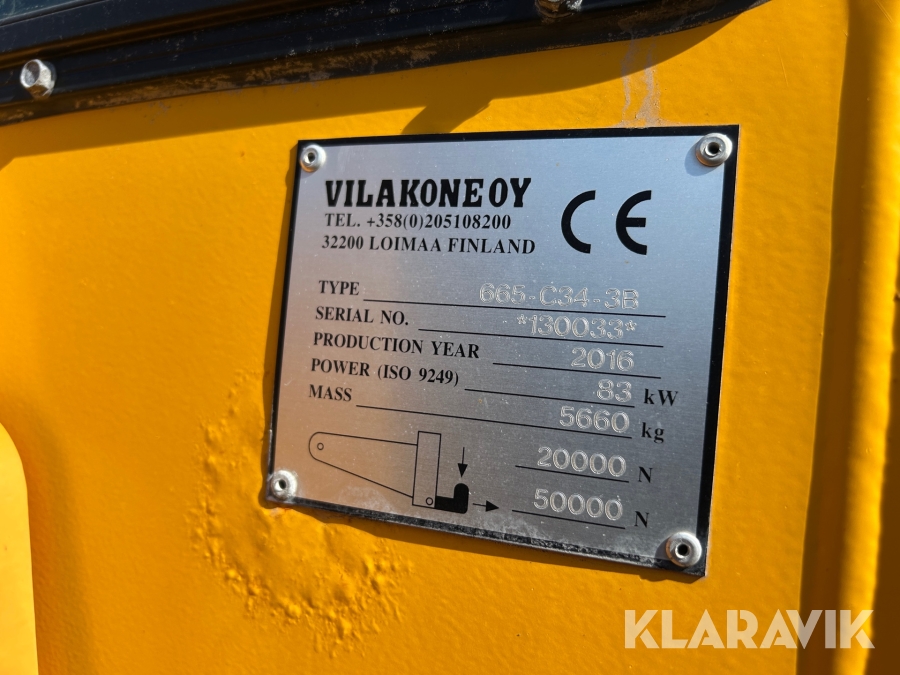 VILAKONE OY
TEL. +358(0)205108200
32200 LOIMAA FINLAND
CE
TYPE 665-C34-3B
SERIAL NO. *130033*
PRODUCTION YEAR 2016
POWER (ISO 9249) 83 kW
MASS 5660 kg
20000 N
50000 N
KLARAVIK